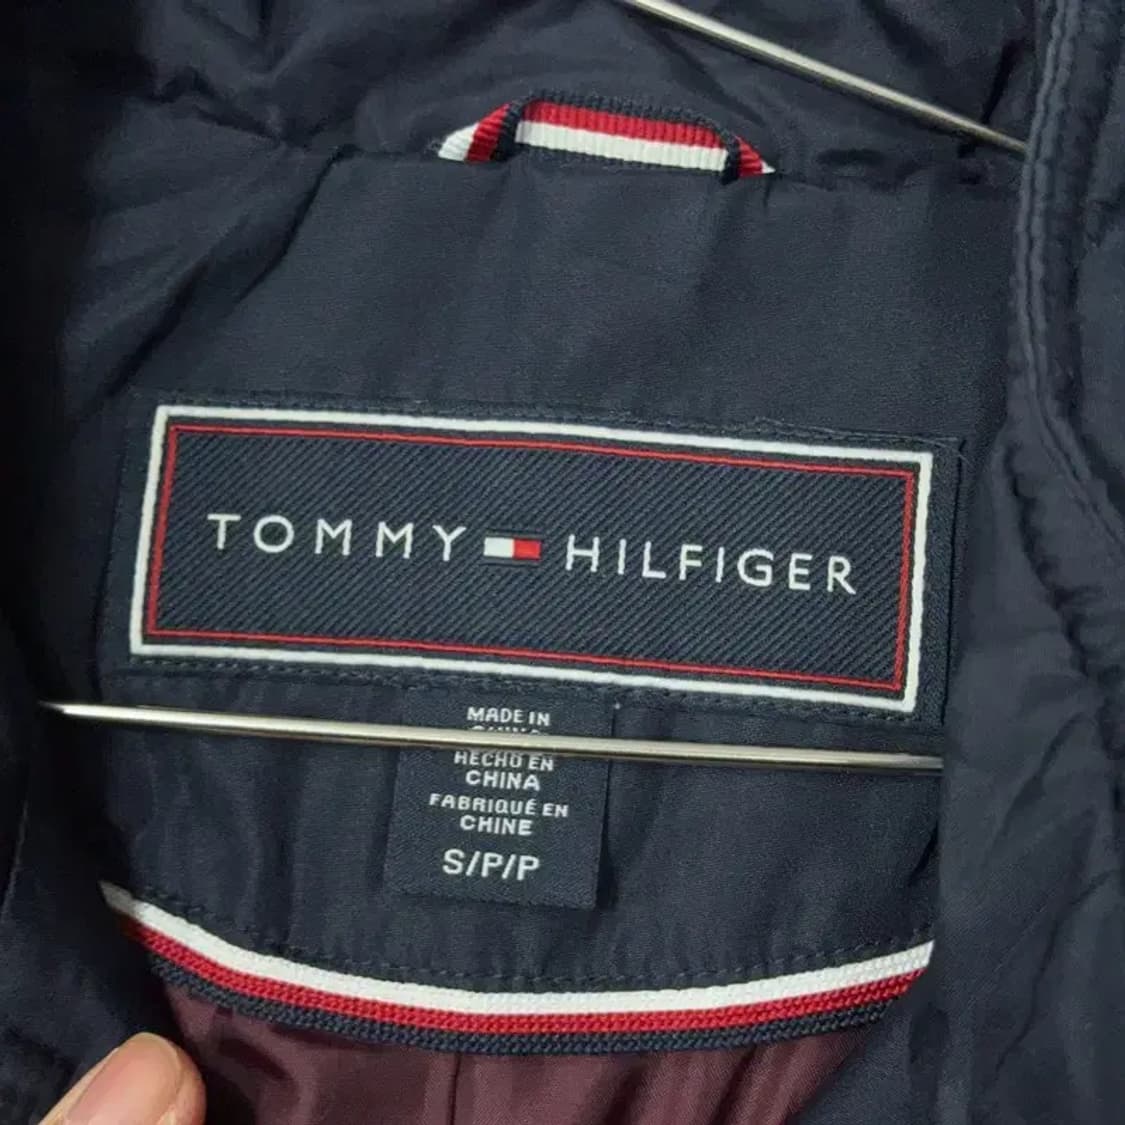 TOMMY HILFIGER
MADE IN
HECHO EN
CHINA
FABRIQUÉ EN
CHINE
S/P/P